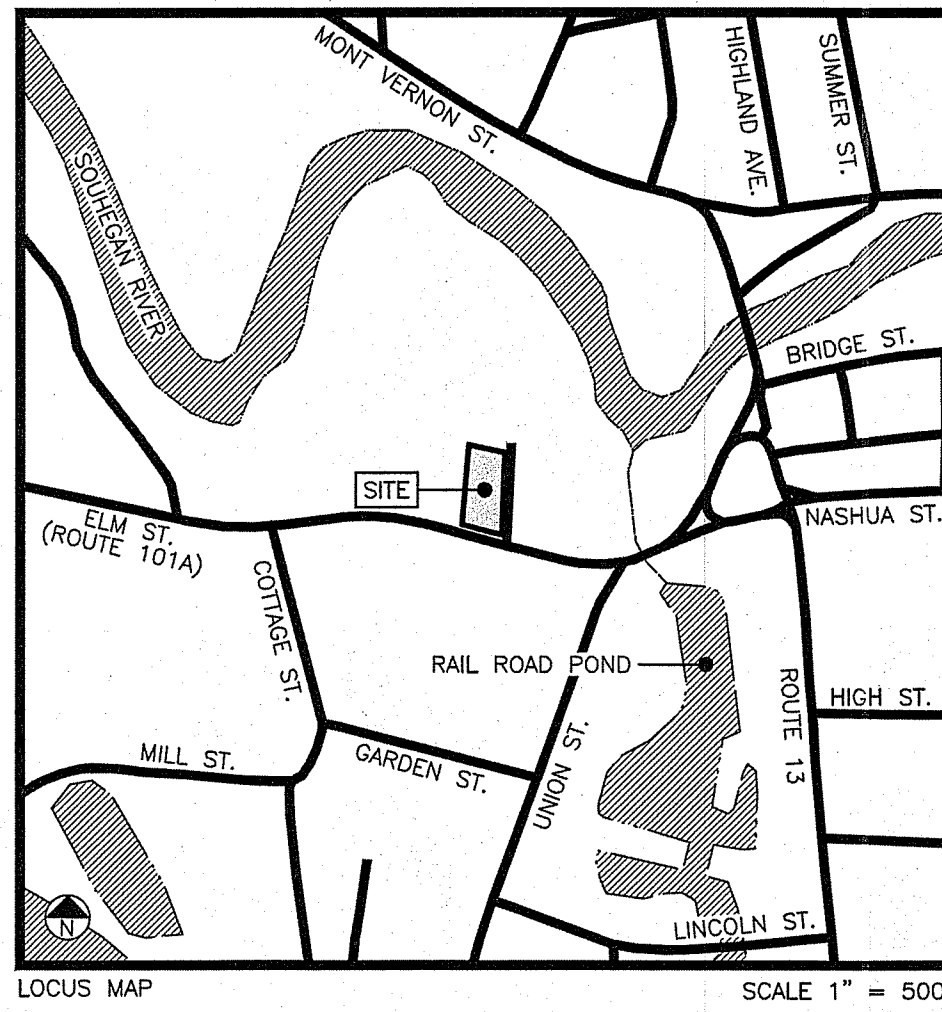 MONT VERNON ST.
HIGHLAND AVE.
SUMMER ST.
SOUHEGAN RIVER
BRIDGE ST.
SITE
NASHUA ST.
ELM ST.
(ROUTE 101A)
COTTAGE ST.
RAIL ROAD POND
ROUTE 13
HIGH ST.
MILL ST.
GARDEN ST.
UNION ST.
LINCOLN ST.
N
LOCUS MAP
SCALE 1" = 500